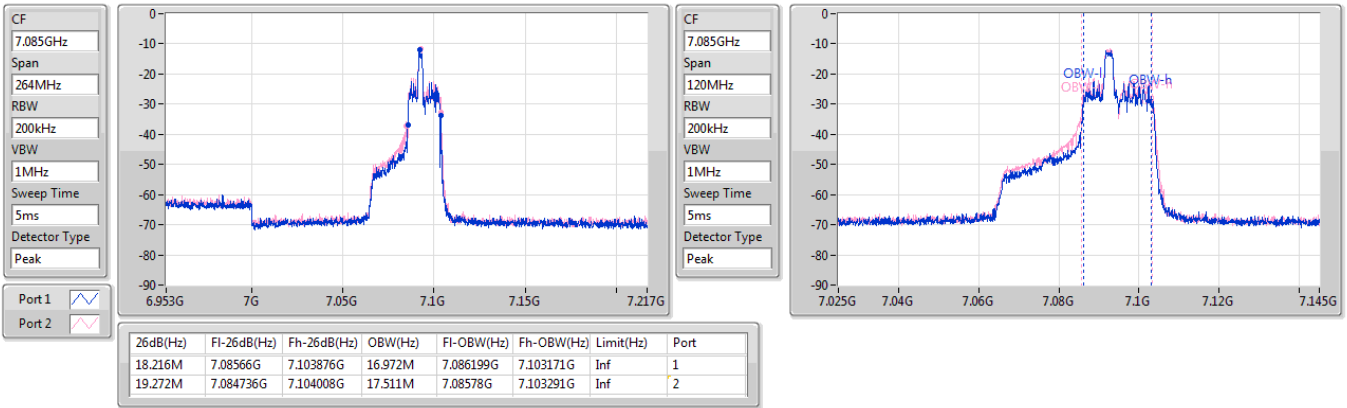 CF
7.085GHz
Span
264MHz
RBW
200kHz
VBW
1MHz
Sweep Time
5ms
Detector Type
Peak
Port 1
Port 2
0-
-10-
-20-
-30-
-40-
-50-
-60-
-70-
-80-
-90-
6.953G 7G 7.05G 7.1G 7.15G 7.217G
CF
7.085GHz
Span
120MHz
RBW
200kHz
VBW
1MHz
Sweep Time
5ms
Detector Type
Peak
0-
-10-
-20-
-30-
-40-
-50-
-60-
-70-
-80-
-90-
OBW-l OBW-h
7.025G 7.04G 7.06G 7.08G 7.1G 7.12G 7.145G
26dB(Hz) Fl-26dB(Hz) Fh-26dB(Hz) OBW(Hz) Fl-OBW(Hz) Fh-OBW(Hz) Limit(Hz) Port
18.216M 7.08566G 7.103876G 16.972M 7.086199G 7.103171G Inf 1
19.272M 7.084736G 7.104008G 17.511M 7.08578G 7.103291G Inf 2